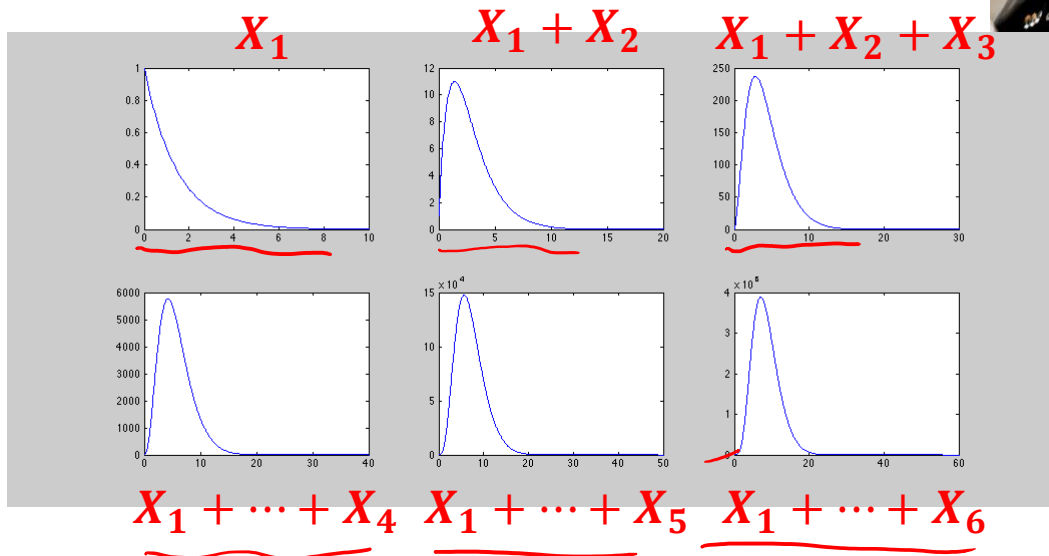 X₁ X₁ + X₂ X₁ + X₂ + X₃
1 0.8 0.6 0.4 0.2 0
0 2 4 6 8 10
12 10 8 6 4 2 0
0 5 10 15 20
250 200 150 100 50 0
0 10 20 30
6000 5000 4000 3000 2000 1000 0
0 10 20 30 40
× 10⁴
15 10 5 0
0 10 20 30 40 50
× 10⁶
4 3 2 1 0
0 10 20 30 40 50 60
X₁ + ⋯ + X₄ X₁ + ⋯ + X₅ X₁ + ⋯ + X₆